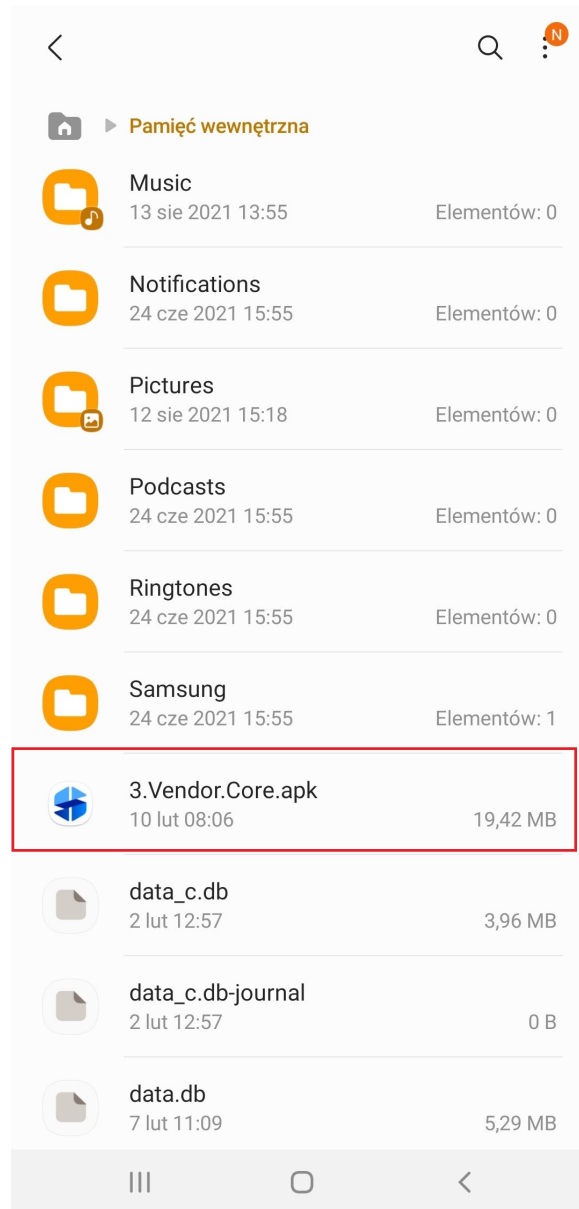 N
Pamięć wewnętrzna
Music
13 sie 2021 13:55 Elementów: 0
Notifications
24 cze 2021 15:55 Elementów: 0
Pictures
12 sie 2021 15:18 Elementów: 0
Podcasts
24 cze 2021 15:55 Elementów: 0
Ringtones
24 cze 2021 15:55 Elementów: 0
Samsung
24 cze 2021 15:55 Elementów: 1
3.Vendor.Core.apk
10 lut 08:06 19,42 MB
data_c.db
2 lut 12:57 3,96 MB
data_c.db-journal
2 lut 12:57 0 B
data.db
7 lut 11:09 5,29 MB